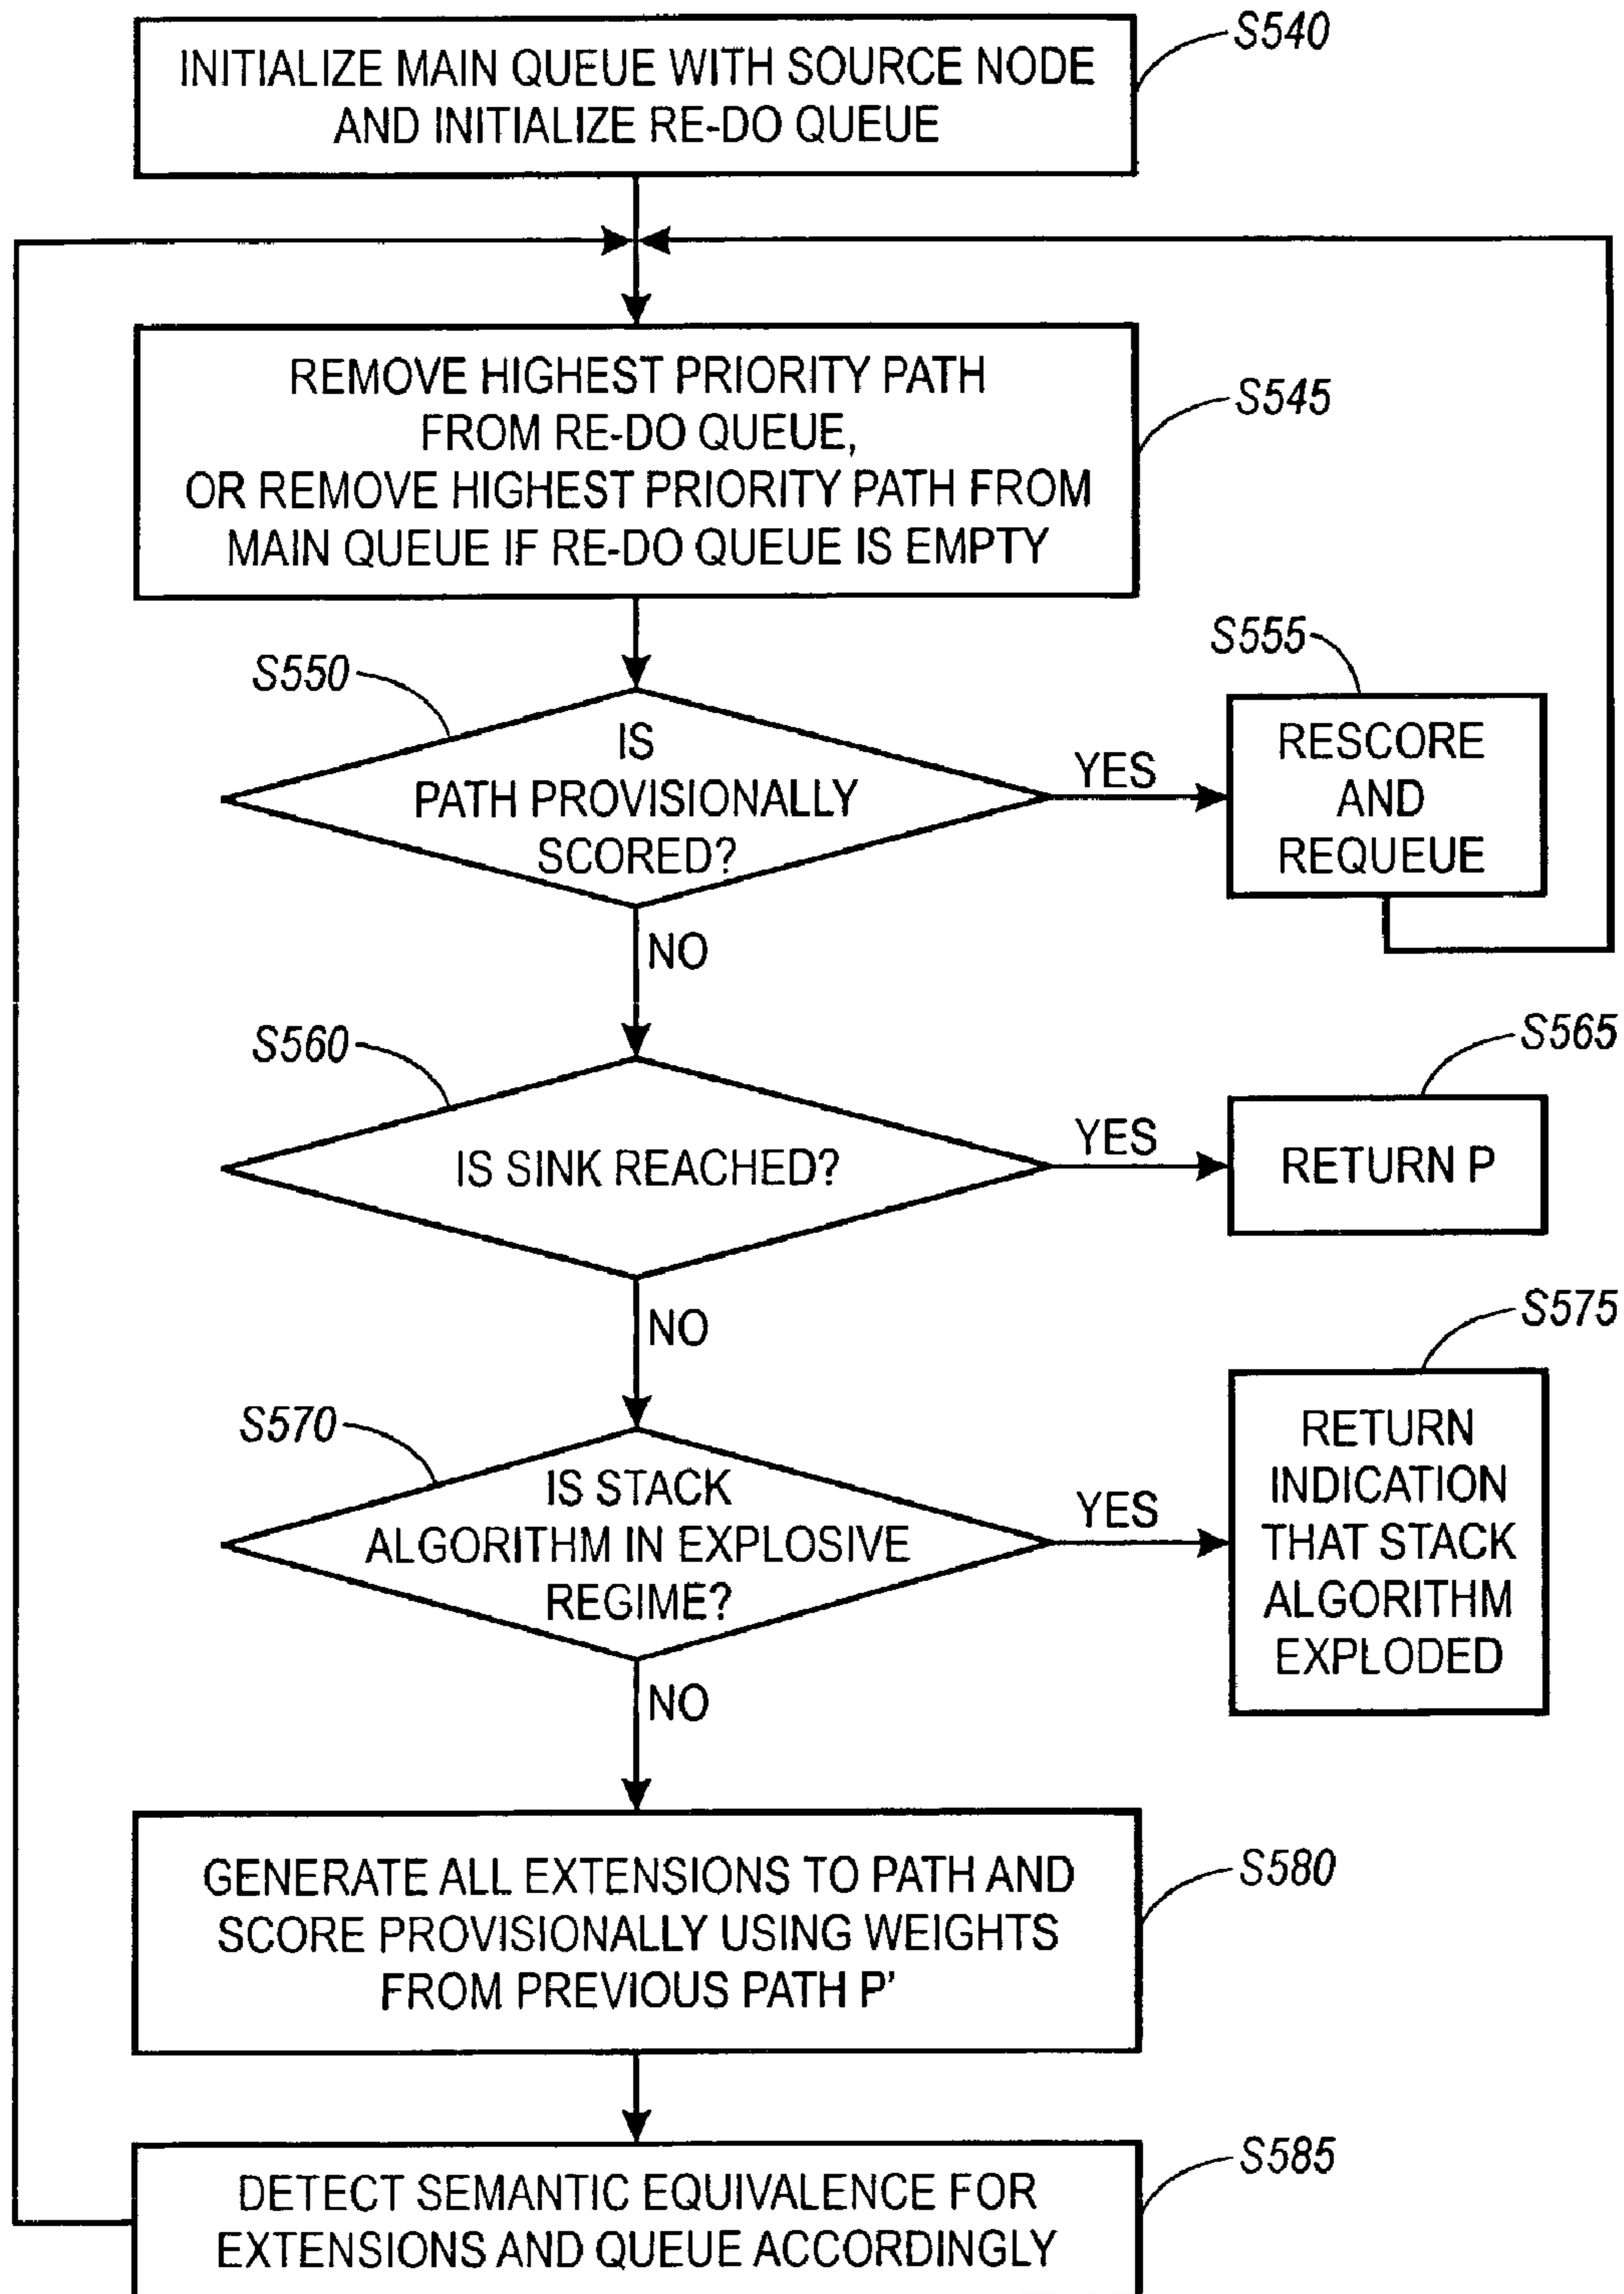 INITIALIZE MAIN QUEUE WITH SOURCE NODE
AND INITIALIZE RE-DO QUEUE
S540
REMOVE HIGHEST PRIORITY PATH
FROM RE-DO QUEUE,
OR REMOVE HIGHEST PRIORITY PATH FROM
MAIN QUEUE IF RE-DO QUEUE IS EMPTY
S545
S550
IS
PATH PROVISIONALLY
SCORED?
YES
S555
RESCORE
AND
REQUEUE
NO
S560
IS SINK REACHED?
YES
S565
RETURN P
NO
S570
IS STACK
ALGORITHM IN EXPLOSIVE
REGIME?
YES
S575
RETURN
INDICATION
THAT STACK
ALGORITHM
EXPLODED
NO
GENERATE ALL EXTENSIONS TO PATH AND
SCORE PROVISIONALLY USING WEIGHTS
FROM PREVIOUS PATH P'
S580
DETECT SEMANTIC EQUIVALENCE FOR
EXTENSIONS AND QUEUE ACCORDINGLY
S585